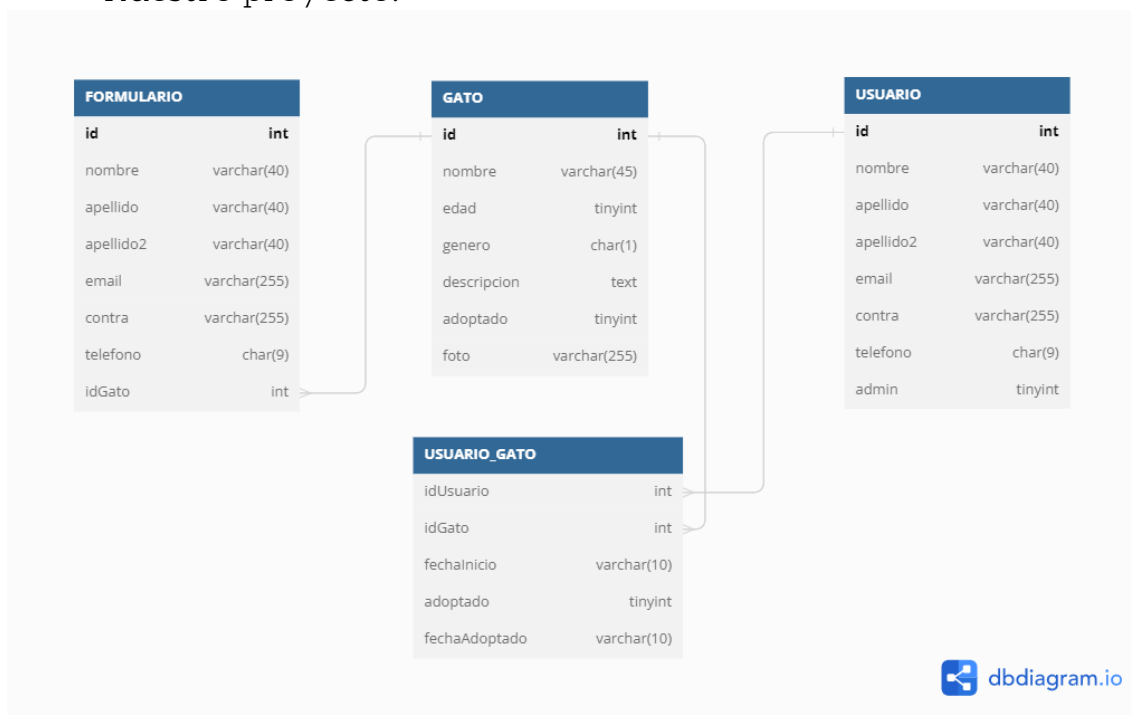 nuestro proyecto.
FORMULARIO
id int
nombre varchar(40)
apellido varchar(40)
apellido2 varchar(40)
email varchar(255)
contra varchar(255)
telefono char(9)
idGato int
GATO
id int
nombre varchar(45)
edad tinyint
genero char(1)
descripcion text
adoptado tinyint
foto varchar(255)
USUARIO
id int
nombre varchar(40)
apellido varchar(40)
apellido2 varchar(40)
email varchar(255)
contra varchar(255)
telefono char(9)
admin tinyint
USUARIO_GATO
idUsuario int
idGato int
fechaInicio varchar(10)
adoptado tinyint
fechaAdoptado varchar(10)
dbdiagram.io